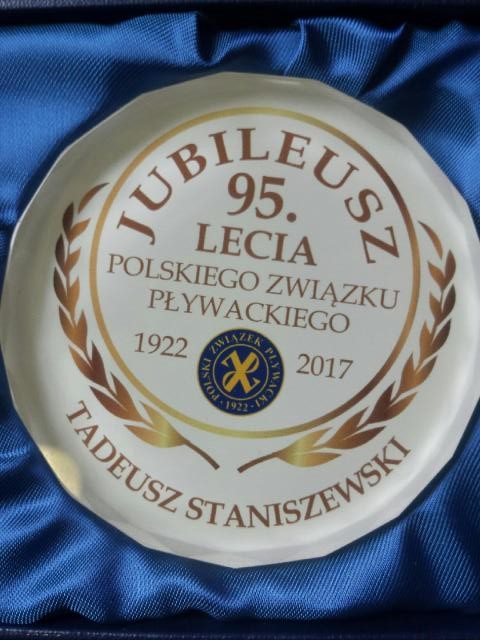 JUBILEUSZ
95.
LECIA
POLSKIEGO ZWIĄZKU
PŁYWACKIEGO
1922 2017
POLSKI ZWIĄZEK PŁYWACKI
· 1922 ·
TADEUSZ STANISZEWSKI